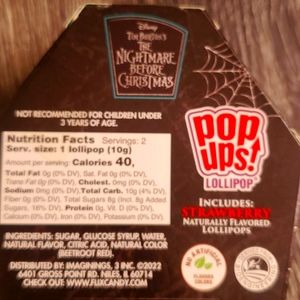 Disney
TIM BURTON'S
THE
NIGHTMARE
BEFORE
CHRISTMAS
NOT RECOMMENDED FOR CHILDREN UNDER
3 YEARS OF AGE.
Nutrition Facts Servings: 2
Serv. size: 1 lollipop (10g)
Amount per serving: Calories 40,
Total Fat 0g (0% DV), Sat. Fat 0g (0% DV),
Trans Fat 0g (0% DV), Cholest. 0mg (0% DV),
Sodium 0mg (0% DV), Total Carb. 10g (4% DV),
Fiber 0g (0% DV), Total Sugars 8g (Incl. 8g Added
Sugars, 16% DV), Protein 0g, Vit. D (0% DV),
Calcium (0% DV), Iron (0% DV), Potassium (0% DV).
INGREDIENTS: SUGAR, GLUCOSE SYRUP, WATER,
NATURAL FLAVOR, CITRIC ACID, NATURAL COLOR
(BEETROOT RED).
DISTRIBUTED BY: IMAGININGS, 3 INC. ©2022
6401 GROSS POINT RD. NILES, IL 60714
CHECK US OUT: WWW.FLIXCANDY.COM
pop
ups!
LOLLIPOP
INCLUDES:
STRAWBERRY
NATURALLY FLAVORED
LOLLIPOPS
NO ARTIFICIAL
FLAVORS
COLORS